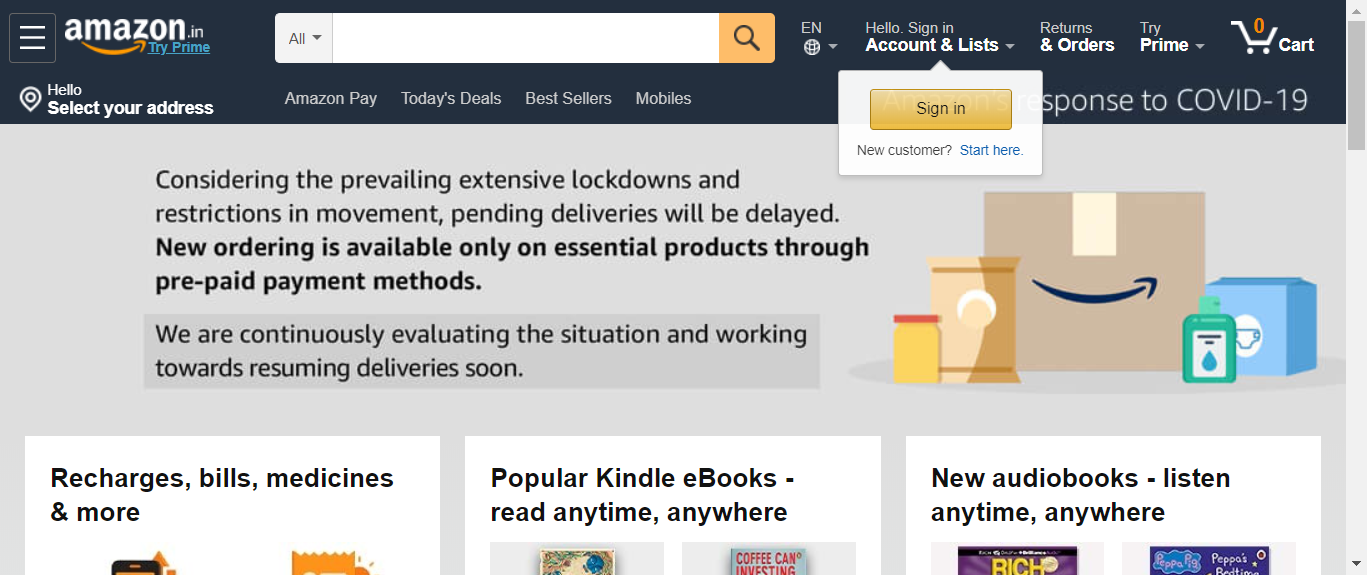 amazon.in
Try Prime
All
EN
Hello. Sign in
Account & Lists
Returns
& Orders
Try
Prime
0
Cart
Hello
Select your address
Amazon Pay
Today's Deals
Best Sellers
Mobiles
Amazon's response to COVID-19
Sign in
New customer? Start here.
Considering the prevailing extensive lockdowns and
restrictions in movement, pending deliveries will be delayed.
New ordering is available only on essential products through
pre-paid payment methods.
We are continuously evaluating the situation and working
towards resuming deliveries soon.
Recharges, bills, medicines
& more
Popular Kindle eBooks -
read anytime, anywhere
New audiobooks - listen
anytime, anywhere
COFFEE CAN
INVESTING
RICH
Peppa Pig
Peppa's
Bedtime